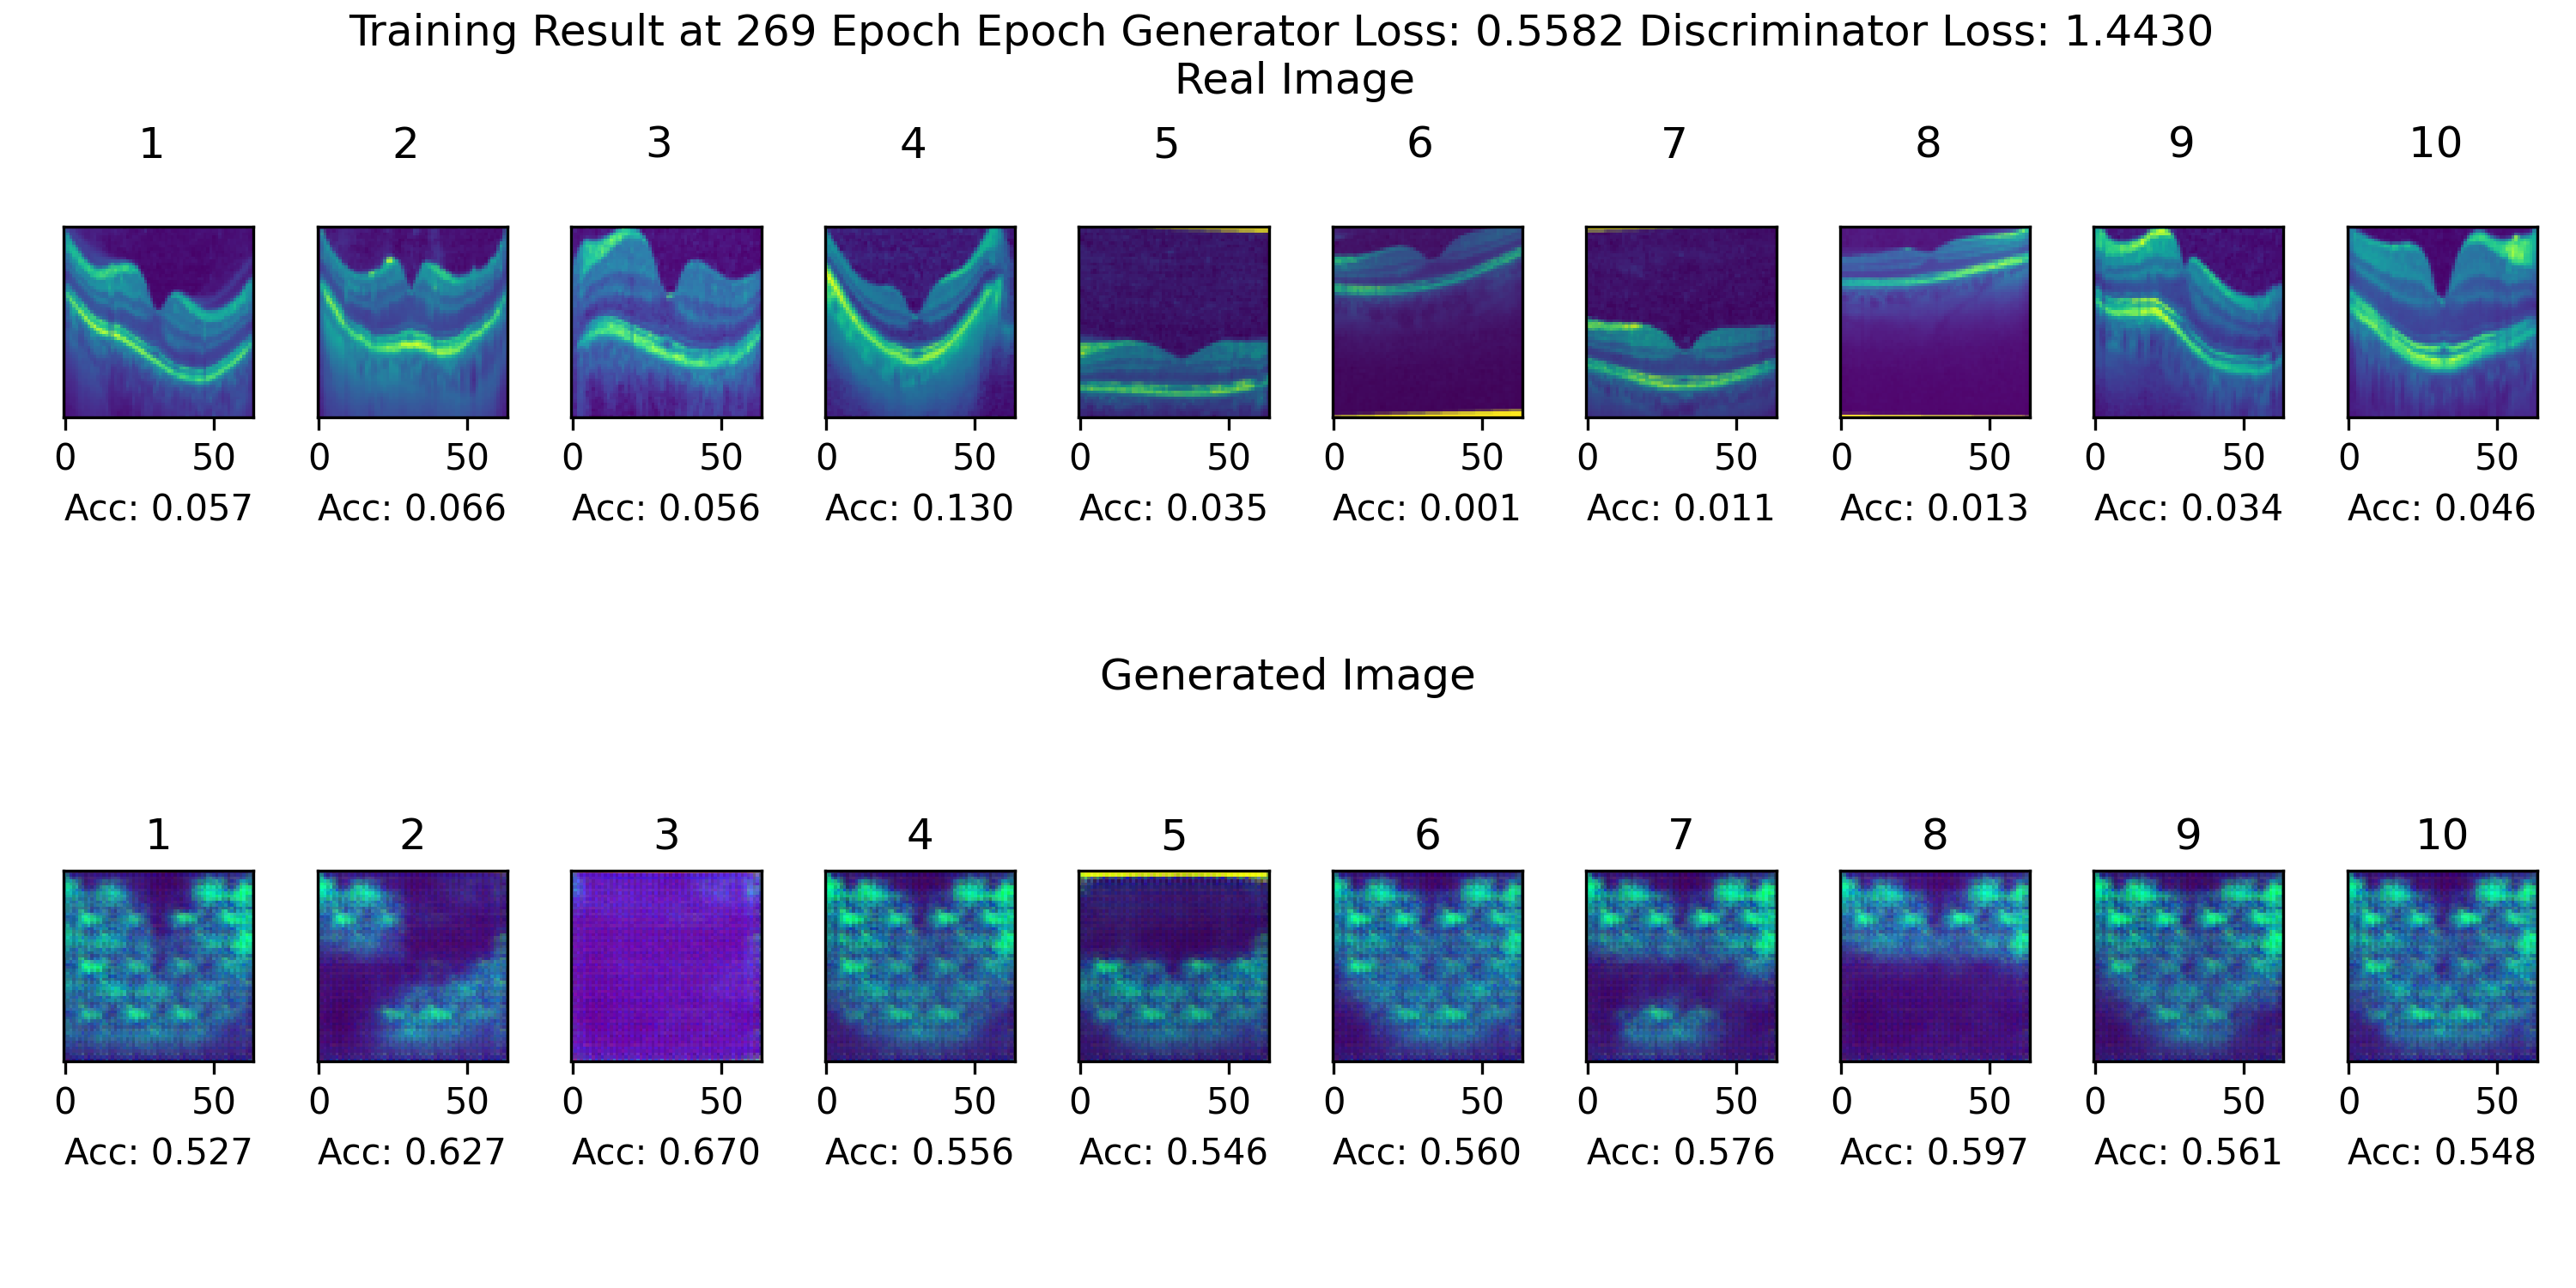 Training Result at 269 Epoch Epoch Generator Loss: 0.5582 Discriminator Loss: 1.4430
Real Image
1 2 3 4 5 6 7 8 9 10
0 50 0 50 0 50 0 50 0 50 0 50 0 50 0 50 0 50 0 50
Acc: 0.057 Acc: 0.066 Acc: 0.056 Acc: 0.130 Acc: 0.035 Acc: 0.001 Acc: 0.011 Acc: 0.013 Acc: 0.034 Acc: 0.046
Generated Image
1 2 3 4 5 6 7 8 9 10
0 50 0 50 0 50 0 50 0 50 0 50 0 50 0 50 0 50 0 50
Acc: 0.527 Acc: 0.627 Acc: 0.670 Acc: 0.556 Acc: 0.546 Acc: 0.560 Acc: 0.576 Acc: 0.597 Acc: 0.561 Acc: 0.548